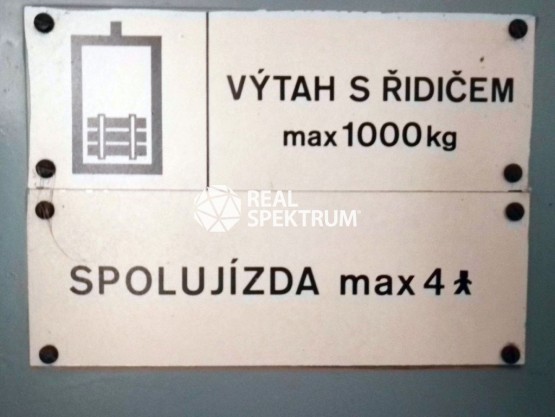 VÝTAH S ŘIDIČEM
max 1000 kg
REAL
SPEKTRUM
SPOLUJÍZDA max 4